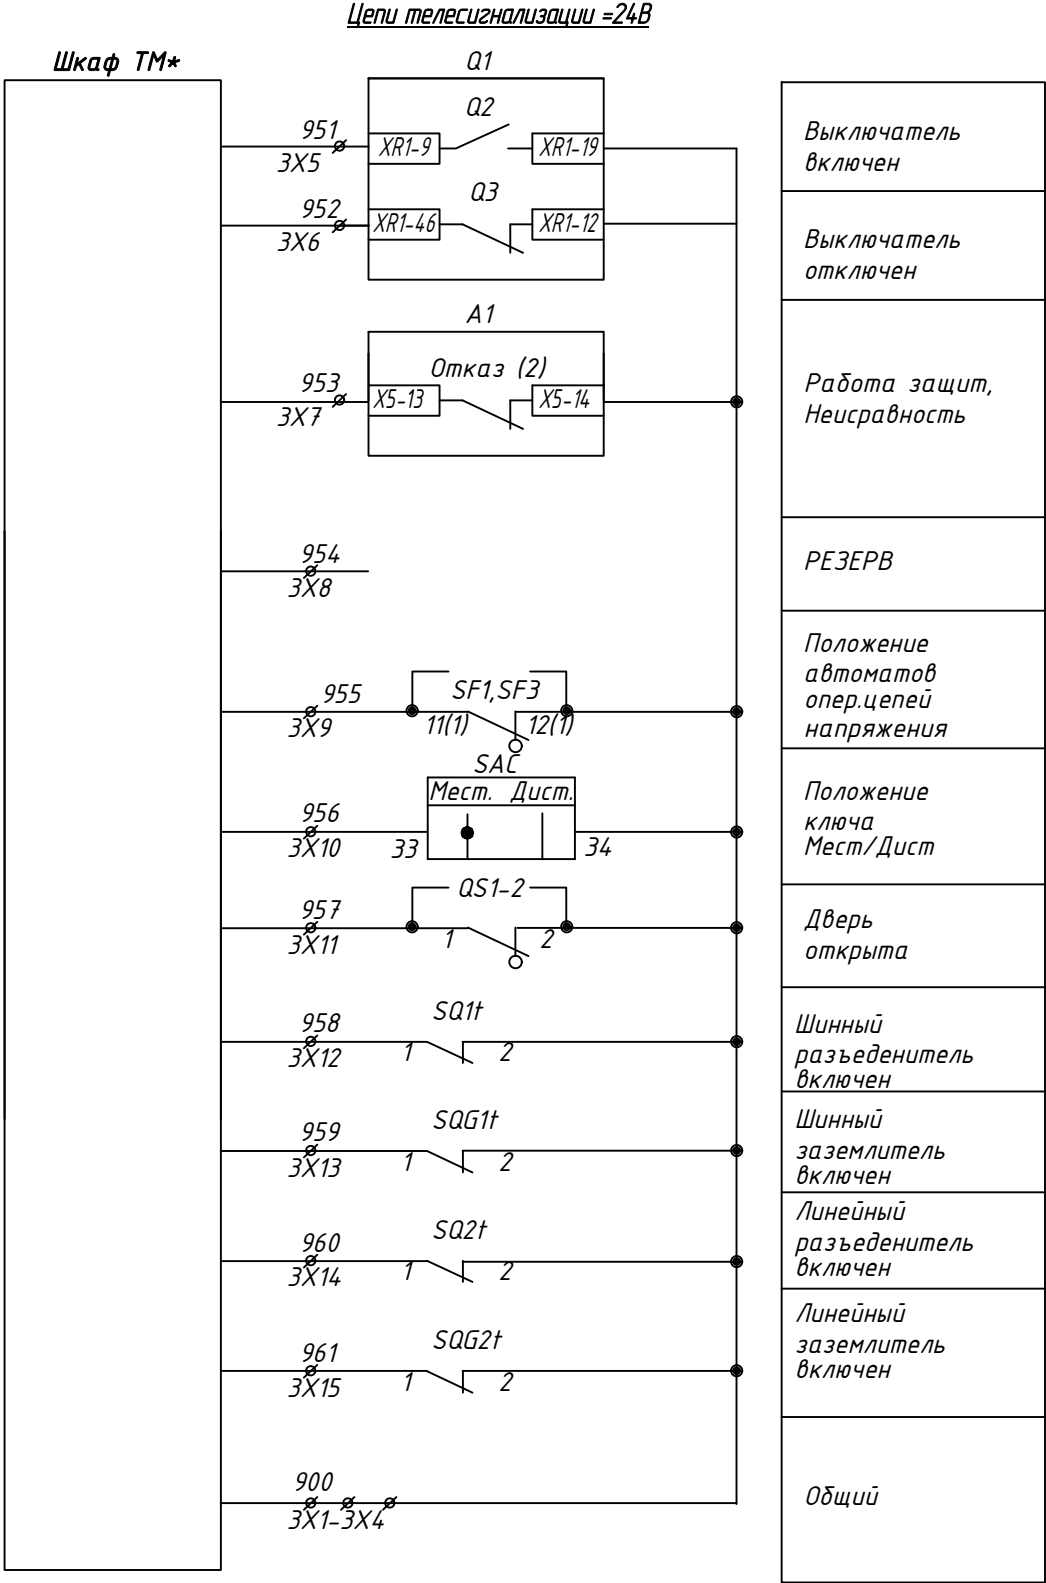 Цепи телесигнализации =24В
Шкаф ТМ*
Q1
Q2
951
3X5
XR1-9
XR1-19
Выключатель
включен
Q3
952
3X6
XR1-46
XR1-12
Выключатель
отключен
A1
Отказ (2)
953
3X7
X5-13
X5-14
Работа защит,
Неисравность
954
3X8
РЕЗЕРВ
955
3X9
SF1,SF3
11(1)
12(1)
Положение
автоматов
опер.цепей
напряжения
SAC
Мест. Дист.
956
3X10
33
34
Положение
ключа
Мест/Дист
QS1-2
957
3X11
1
2
Дверь
открыта
SQ1t
958
3X12
1
2
Шинный
разъеденитель
включен
SQG1t
959
3X13
1
2
Шинный
заземлитель
включен
SQ2t
960
3X14
1
2
Линейный
разъеденитель
включен
SQG2t
961
3X15
1
2
Линейный
заземлитель
включен
900
3X1-3X4
Общий